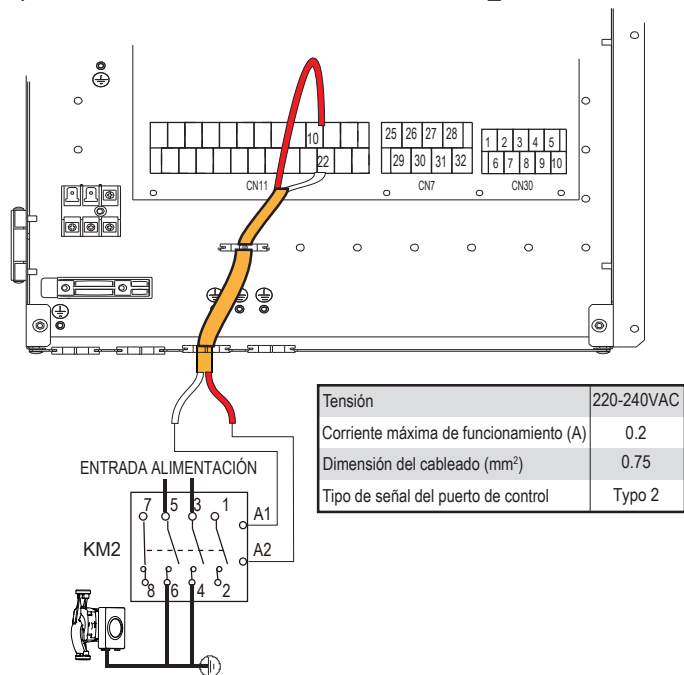 10
22
CN11
25 26 27 28
29 30 31 32
CN7
1 2 3 4 5
6 7 8 9 10
CN30
Tensión 220-240VAC
Corriente máxima de funcionamiento (A) 0.2
Dimensión del cableado (mm²) 0.75
Tipo de señal del puerto de control Typo 2
ENTRADA ALIMENTACIÓN
7 5 3 1
A1
KM2
A2
8 6 4 2